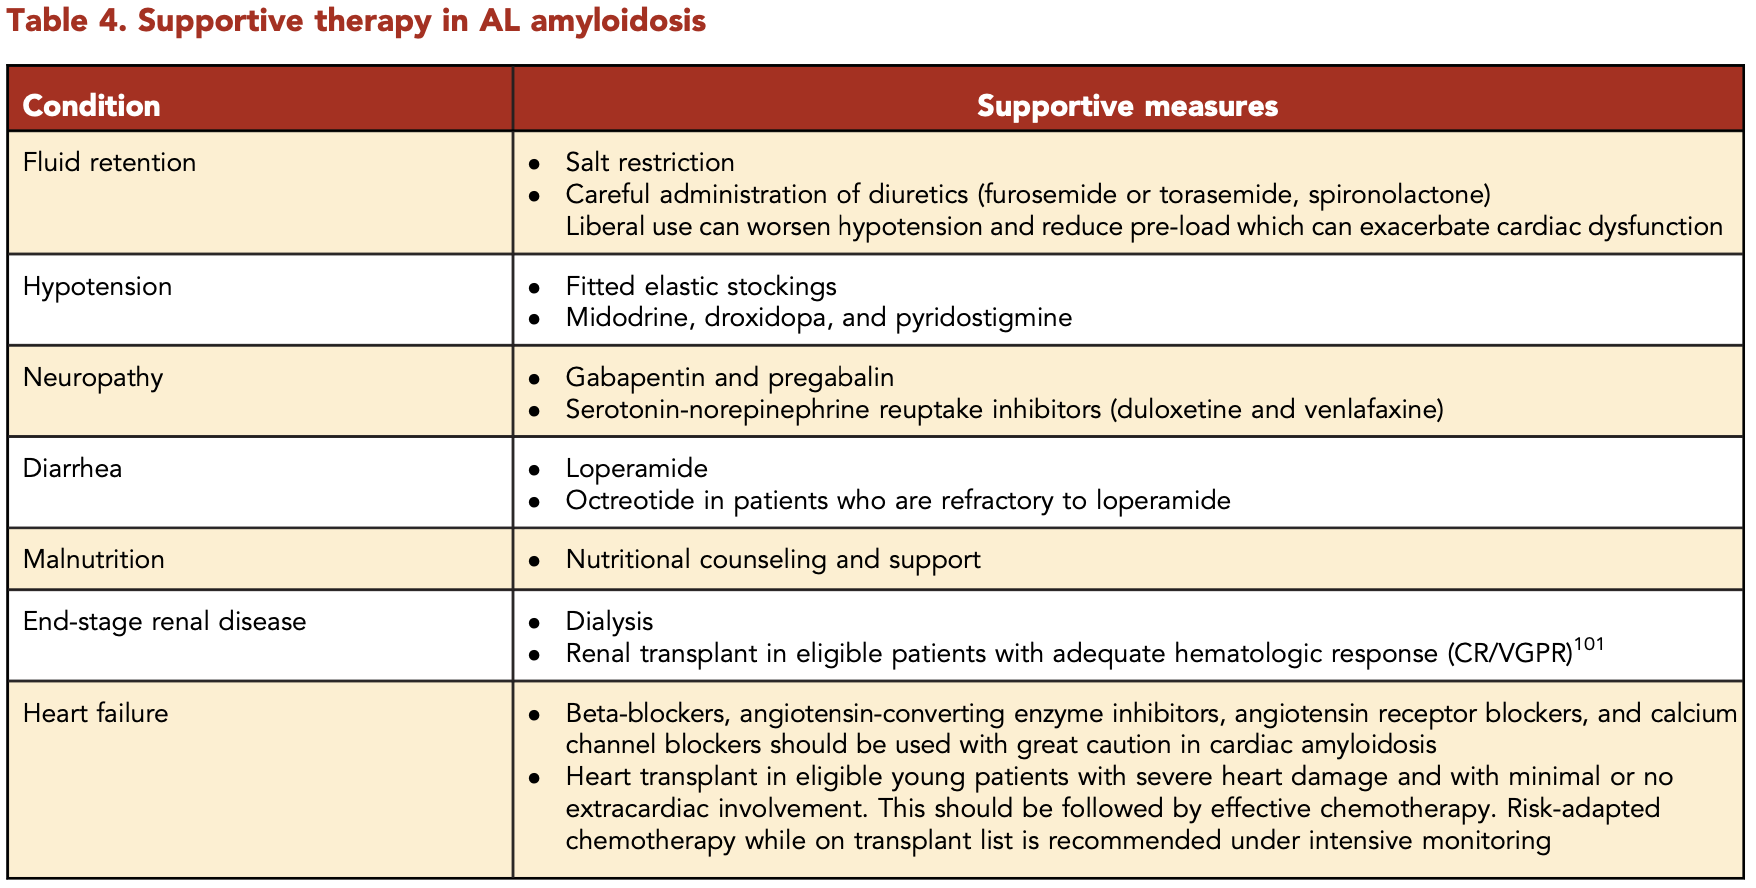 Table 4. Supportive therapy in AL amyloidosis
Condition
Supportive measures
Fluid retention
● Salt restriction
● Careful administration of diuretics (furosemide or torasemide, spironolactone)
Liberal use can worsen hypotension and reduce pre-load which can exacerbate cardiac dysfunction
Hypotension
● Fitted elastic stockings
● Midodrine, droxidopa, and pyridostigmine
Neuropathy
● Gabapentin and pregabalin
● Serotonin-norepinephrine reuptake inhibitors (duloxetine and venlafaxine)
Diarrhea
● Loperamide
● Octreotide in patients who are refractory to loperamide
Malnutrition
● Nutritional counseling and support
End-stage renal disease
● Dialysis
● Renal transplant in eligible patients with adequate hematologic response (CR/VGPR)101
Heart failure
● Beta-blockers, angiotensin-converting enzyme inhibitors, angiotensin receptor blockers, and calcium
channel blockers should be used with great caution in cardiac amyloidosis
● Heart transplant in eligible young patients with severe heart damage and with minimal or no
extracardiac involvement. This should be followed by effective chemotherapy. Risk-adapted
chemotherapy while on transplant list is recommended under intensive monitoring